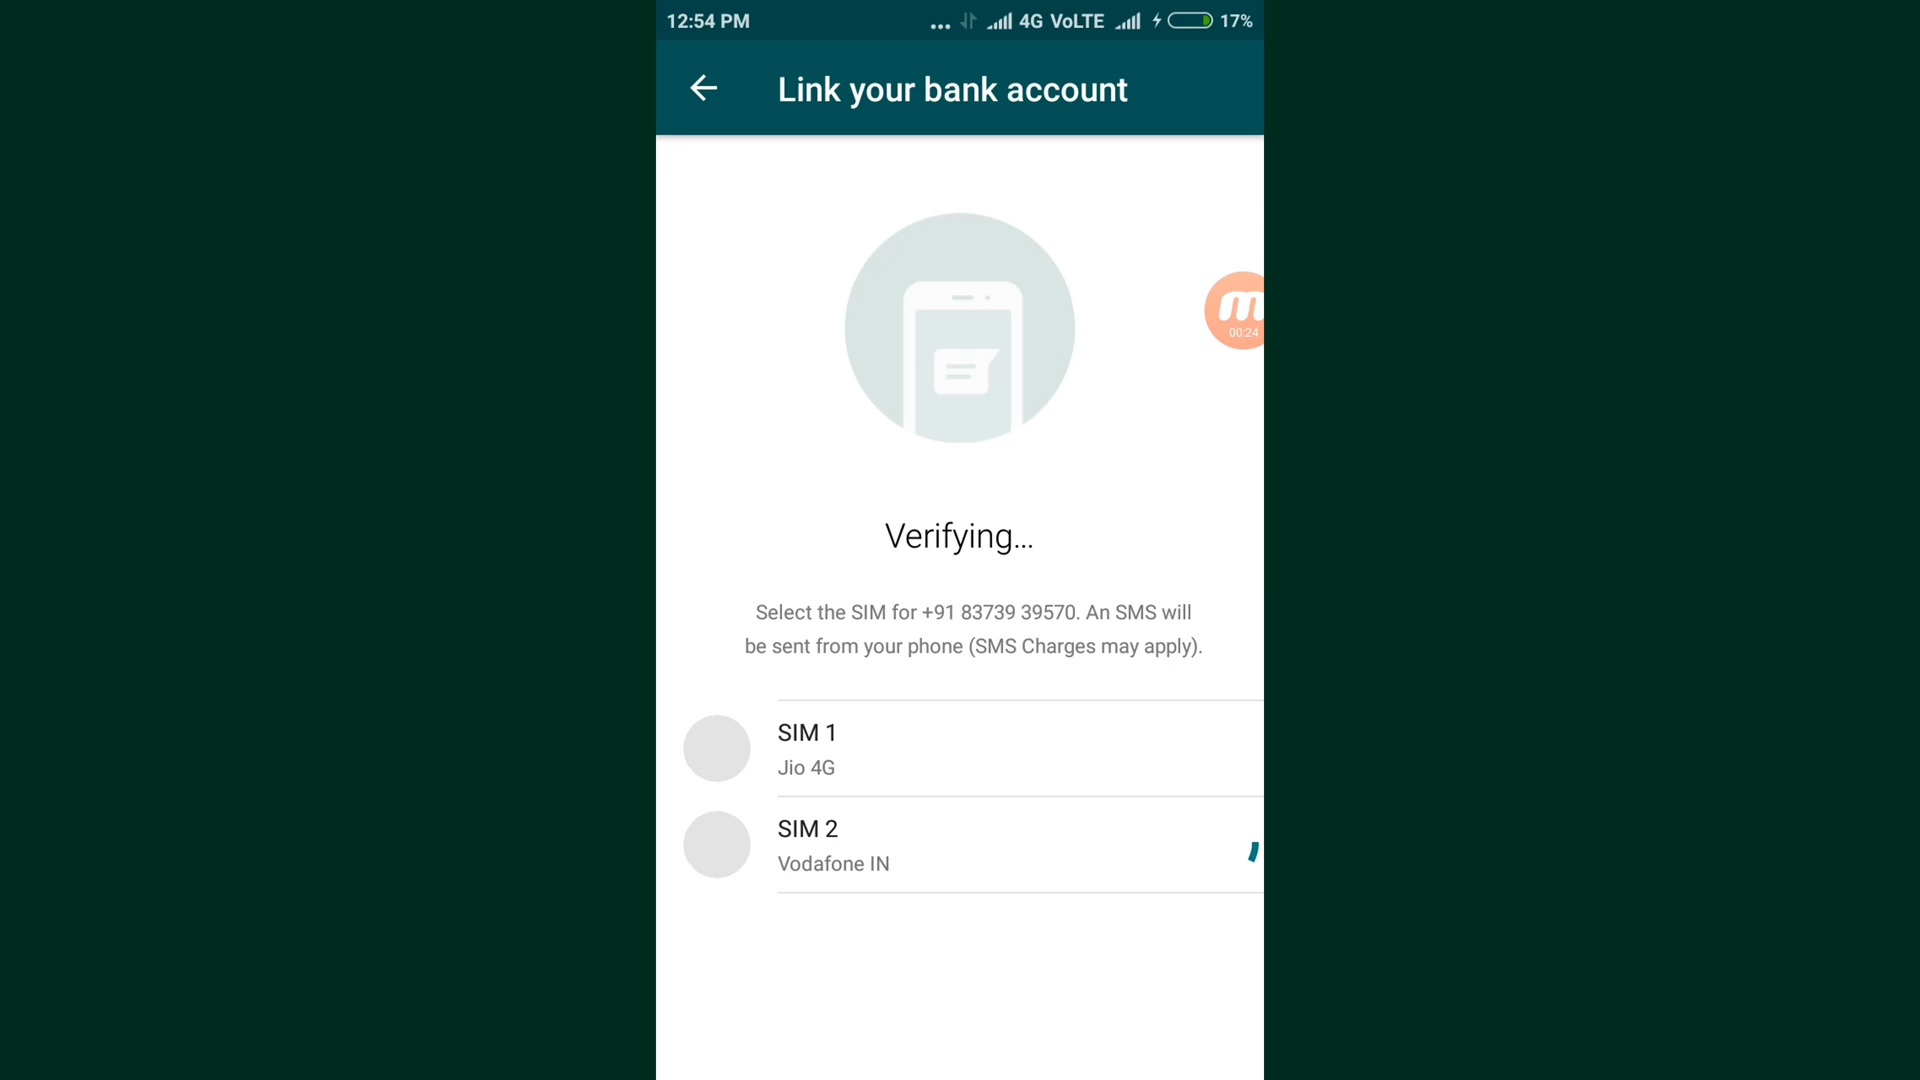 12:54 PM ... 4G VoLTE 17%
Link your bank account
m
00:24
Verifying...
Select the SIM for +91 83739 39570. An SMS will
be sent from your phone (SMS Charges may apply).
SIM 1
Jio 4G
SIM 2
Vodafone IN